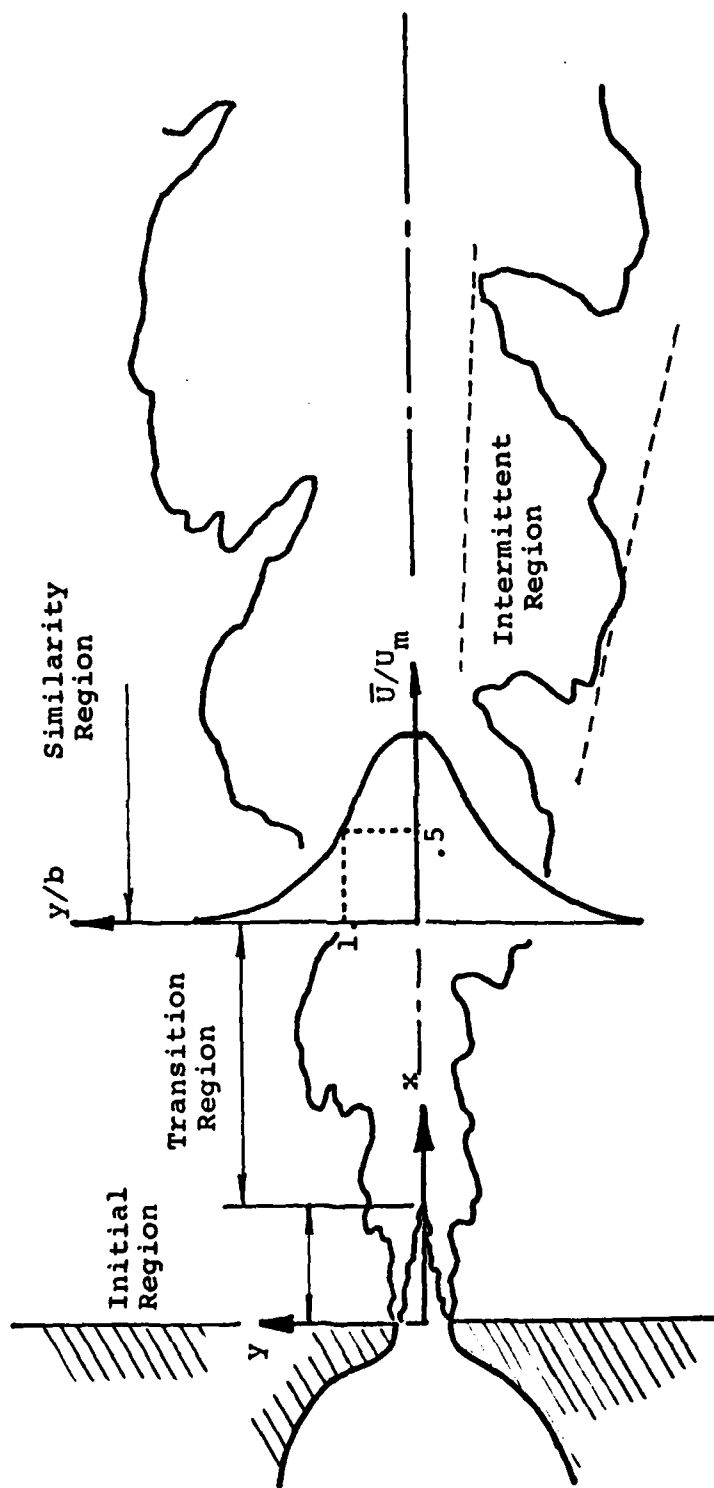 Initial
Region
Transition
Region
Similarity
Region
y
x
y/b
1
.5
Ū/U_m
Intermittent
Region